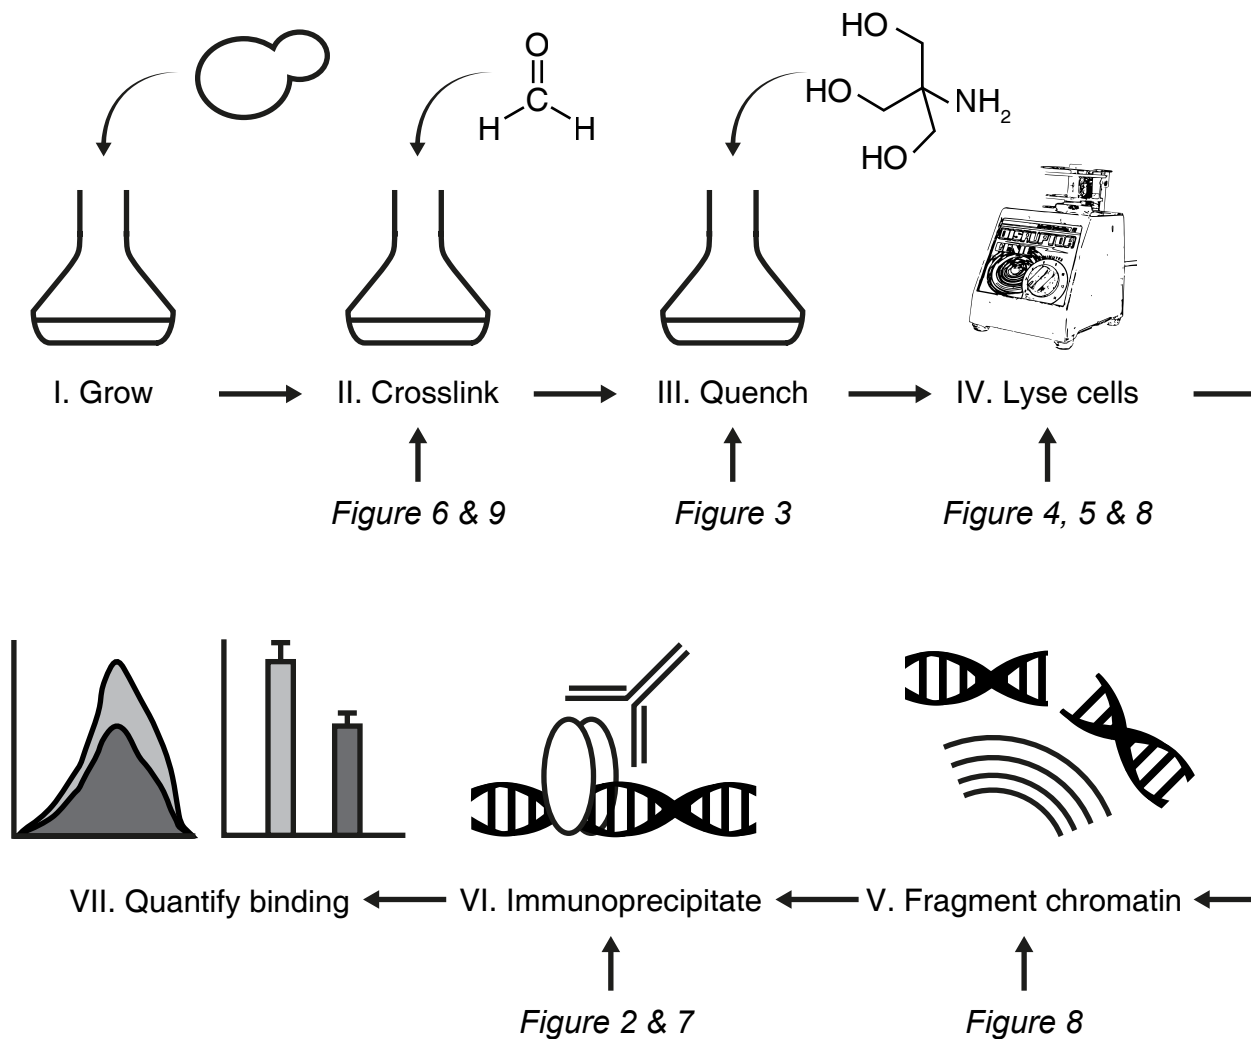 O
H H
HO
HO
NH2
HO
DISRUPTOR
I. Grow
II. Crosslink
III. Quench
IV. Lyse cells
Figure 6 & 9
Figure 3
Figure 4, 5 & 8
C
VII. Quantify binding
VI. Immunoprecipitate
V. Fragment chromatin
Figure 2 & 7
Figure 8